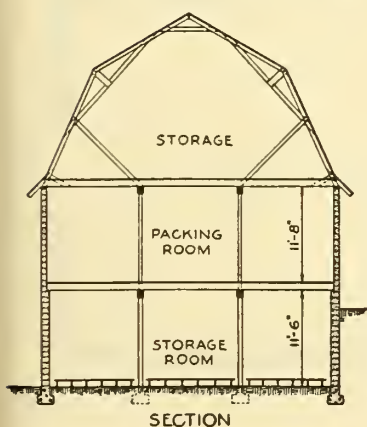 STORAGE
PACKING
ROOM
11'-8"
STORAGE
ROOM
11'-6"
SECTION